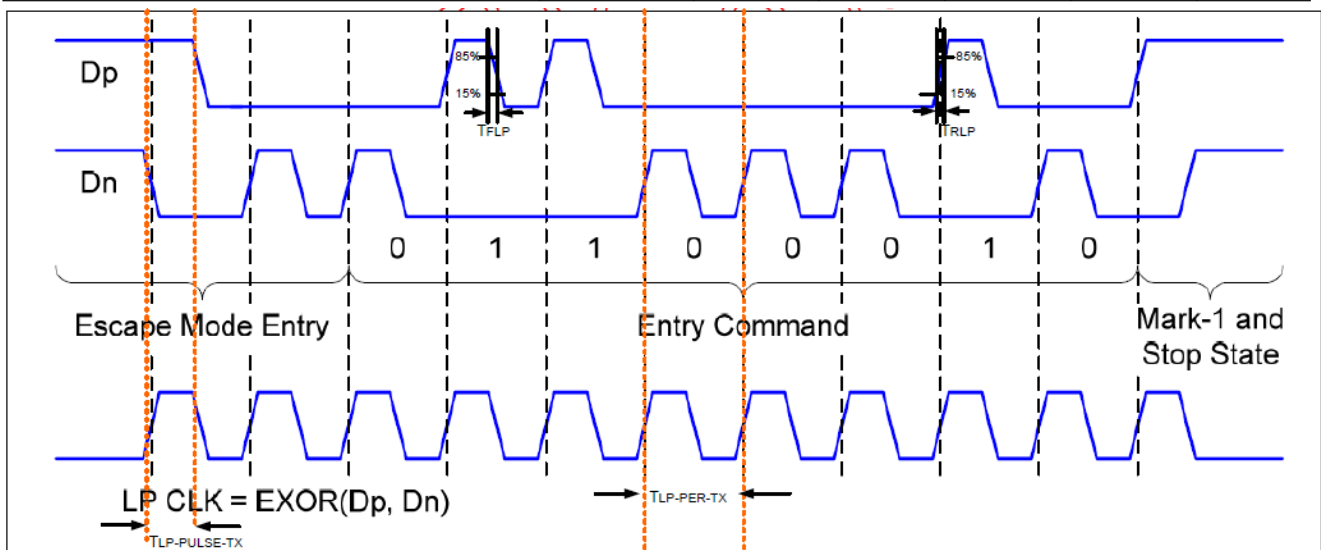 Dp
85%
15%
TFLP
85%
15%
TRLP
Dn
0 1 1 0 0 0 1 0
Escape Mode Entry
Entry Command
Mark-1 and
Stop State
LP CLK = EXOR(Dp, Dn)
TLP-PER-TX
TLP-PULSE-TX